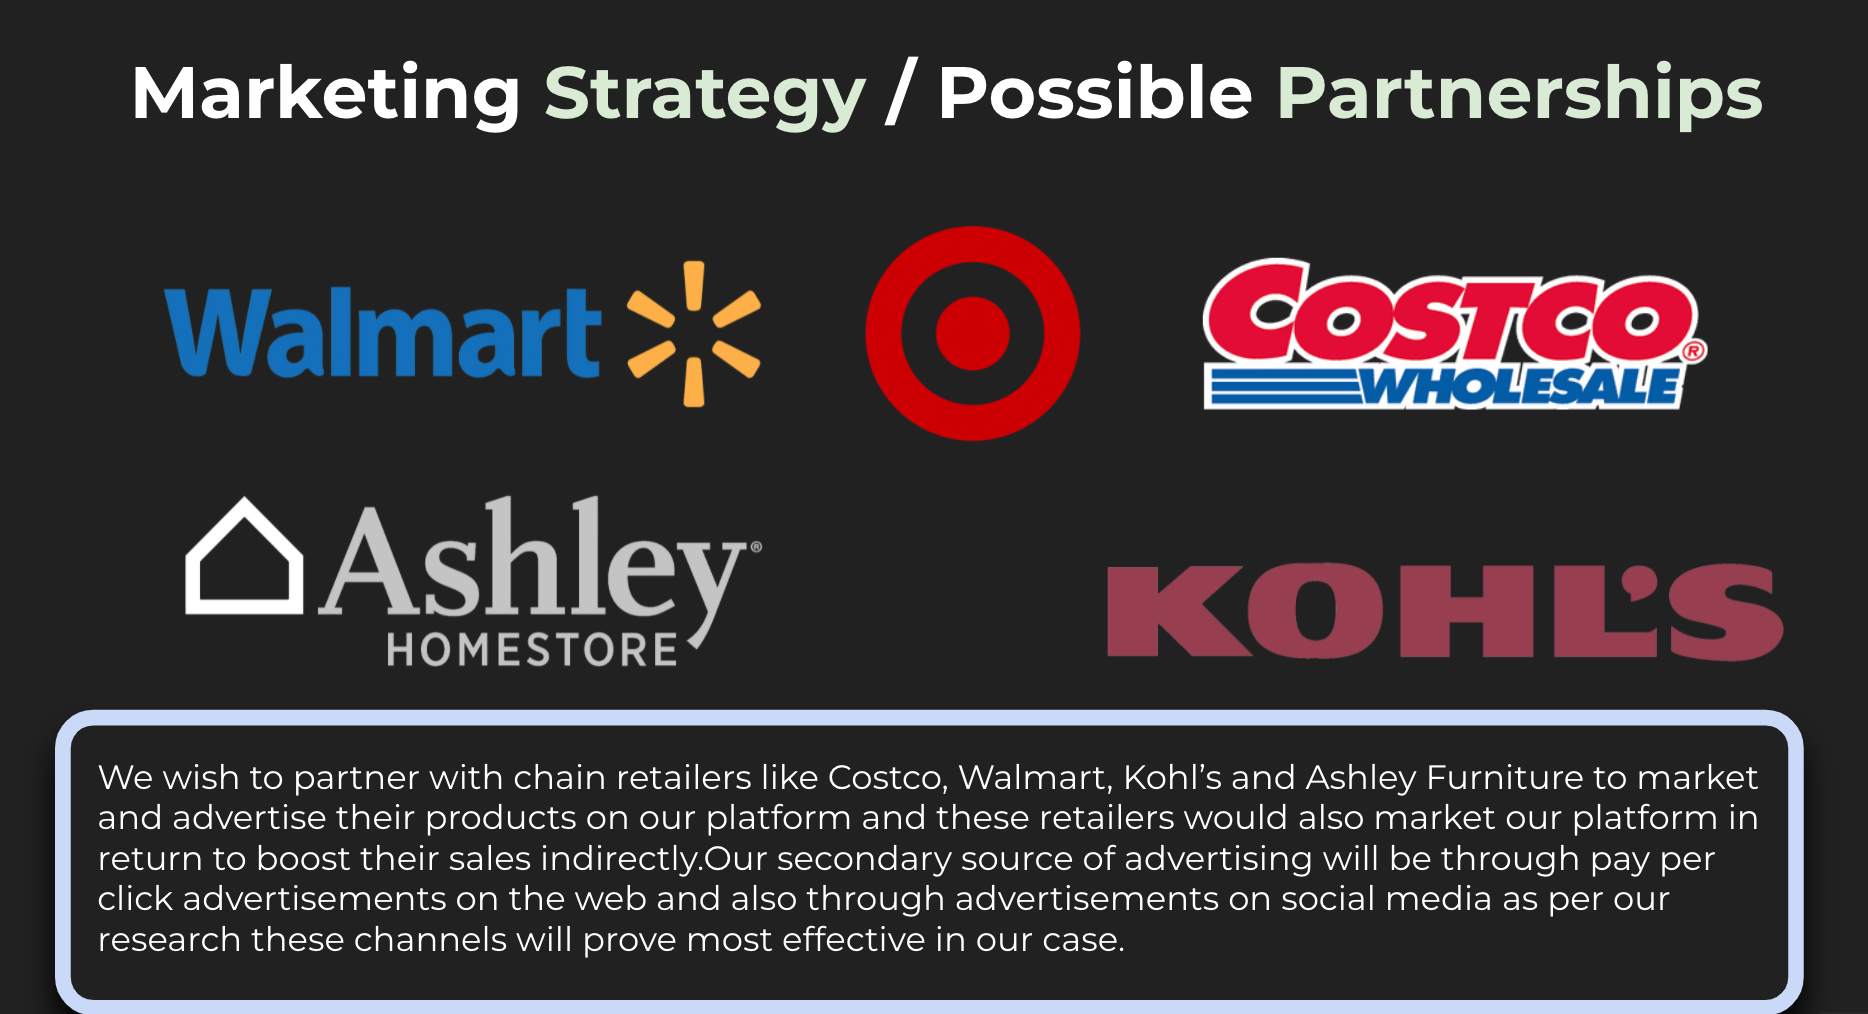 Marketing Strategy / Possible Partnerships
Walmart
COSTCO®
WHOLESALE
Ashley®
HOMESTORE
KOHL'S
We wish to partner with chain retailers like Costco, Walmart, Kohl’s and Ashley Furniture to market
and advertise their products on our platform and these retailers would also market our platform in
return to boost their sales indirectly.Our secondary source of advertising will be through pay per
click advertisements on the web and also through advertisements on social media as per our
research these channels will prove most effective in our case.